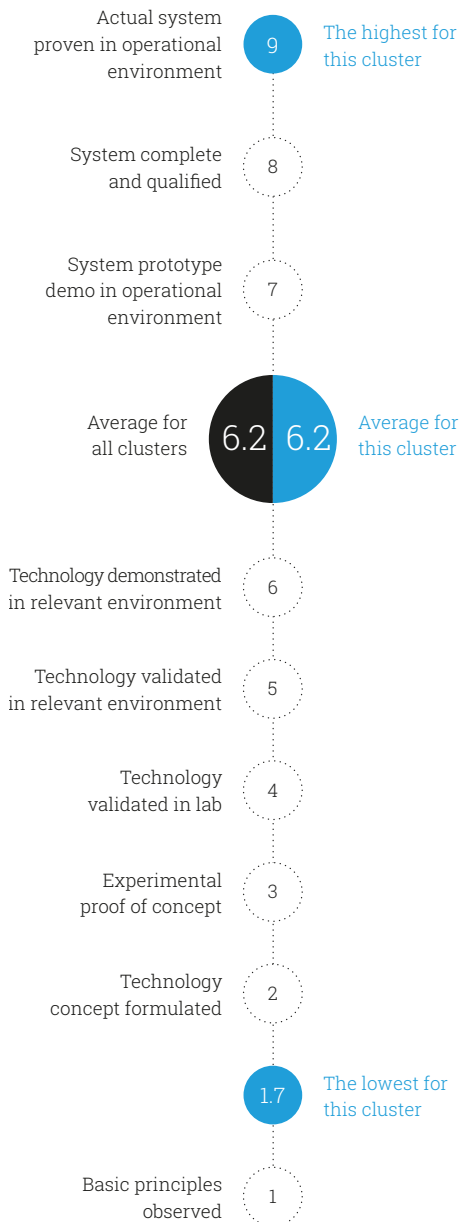 Actual system
proven in operational
environment
9
The highest for
this cluster
System complete
and qualified
8
System prototype
demo in operational
environment
7
Average for
all clusters
6.2
6.2
Average for
this cluster
Technology demonstrated
in relevant environment
6
Technology validated
in relevant environment
5
Technology
validated in lab
4
Experimental
proof of concept
3
Technology
concept formulated
2
1.7
The lowest for
this cluster
Basic principles
observed
1